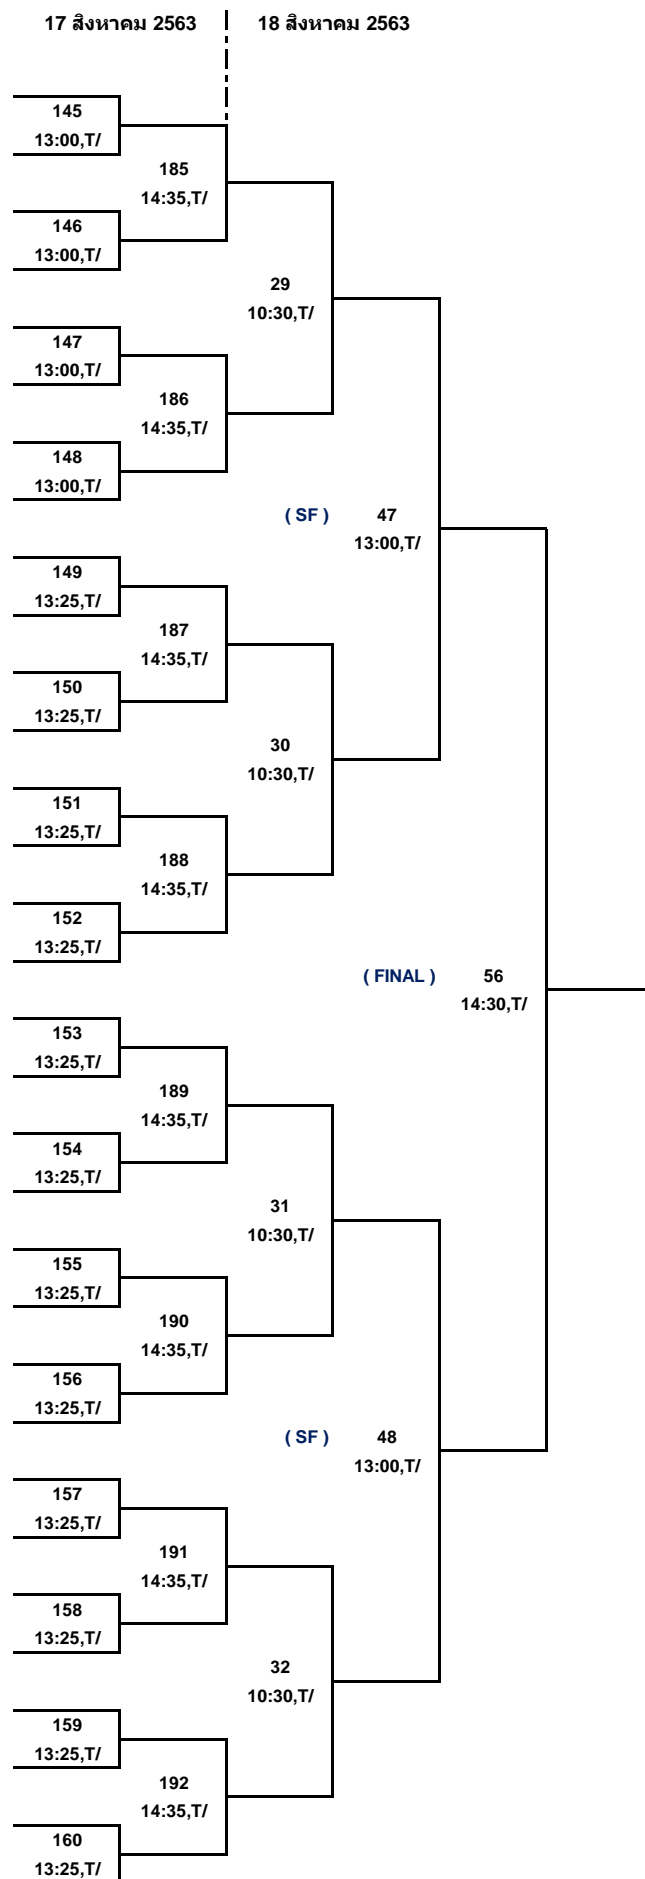 17 สิงหาคม 2563 18 สิงหาคม 2563
145
13:00,T/
185
14:35,T/
146
13:00,T/
29
10:30,T/
147
13:00,T/
186
14:35,T/
148
13:00,T/
( SF ) 47
13:00,T/
149
13:25,T/
187
14:35,T/
150
13:25,T/
30
10:30,T/
151
13:25,T/
188
14:35,T/
152
13:25,T/
( FINAL ) 56
14:30,T/
153
13:25,T/
189
14:35,T/
154
13:25,T/
31
10:30,T/
155
13:25,T/
190
14:35,T/
156
13:25,T/
( SF ) 48
13:00,T/
157
13:25,T/
191
14:35,T/
158
13:25,T/
32
10:30,T/
159
13:25,T/
192
14:35,T/
160
13:25,T/